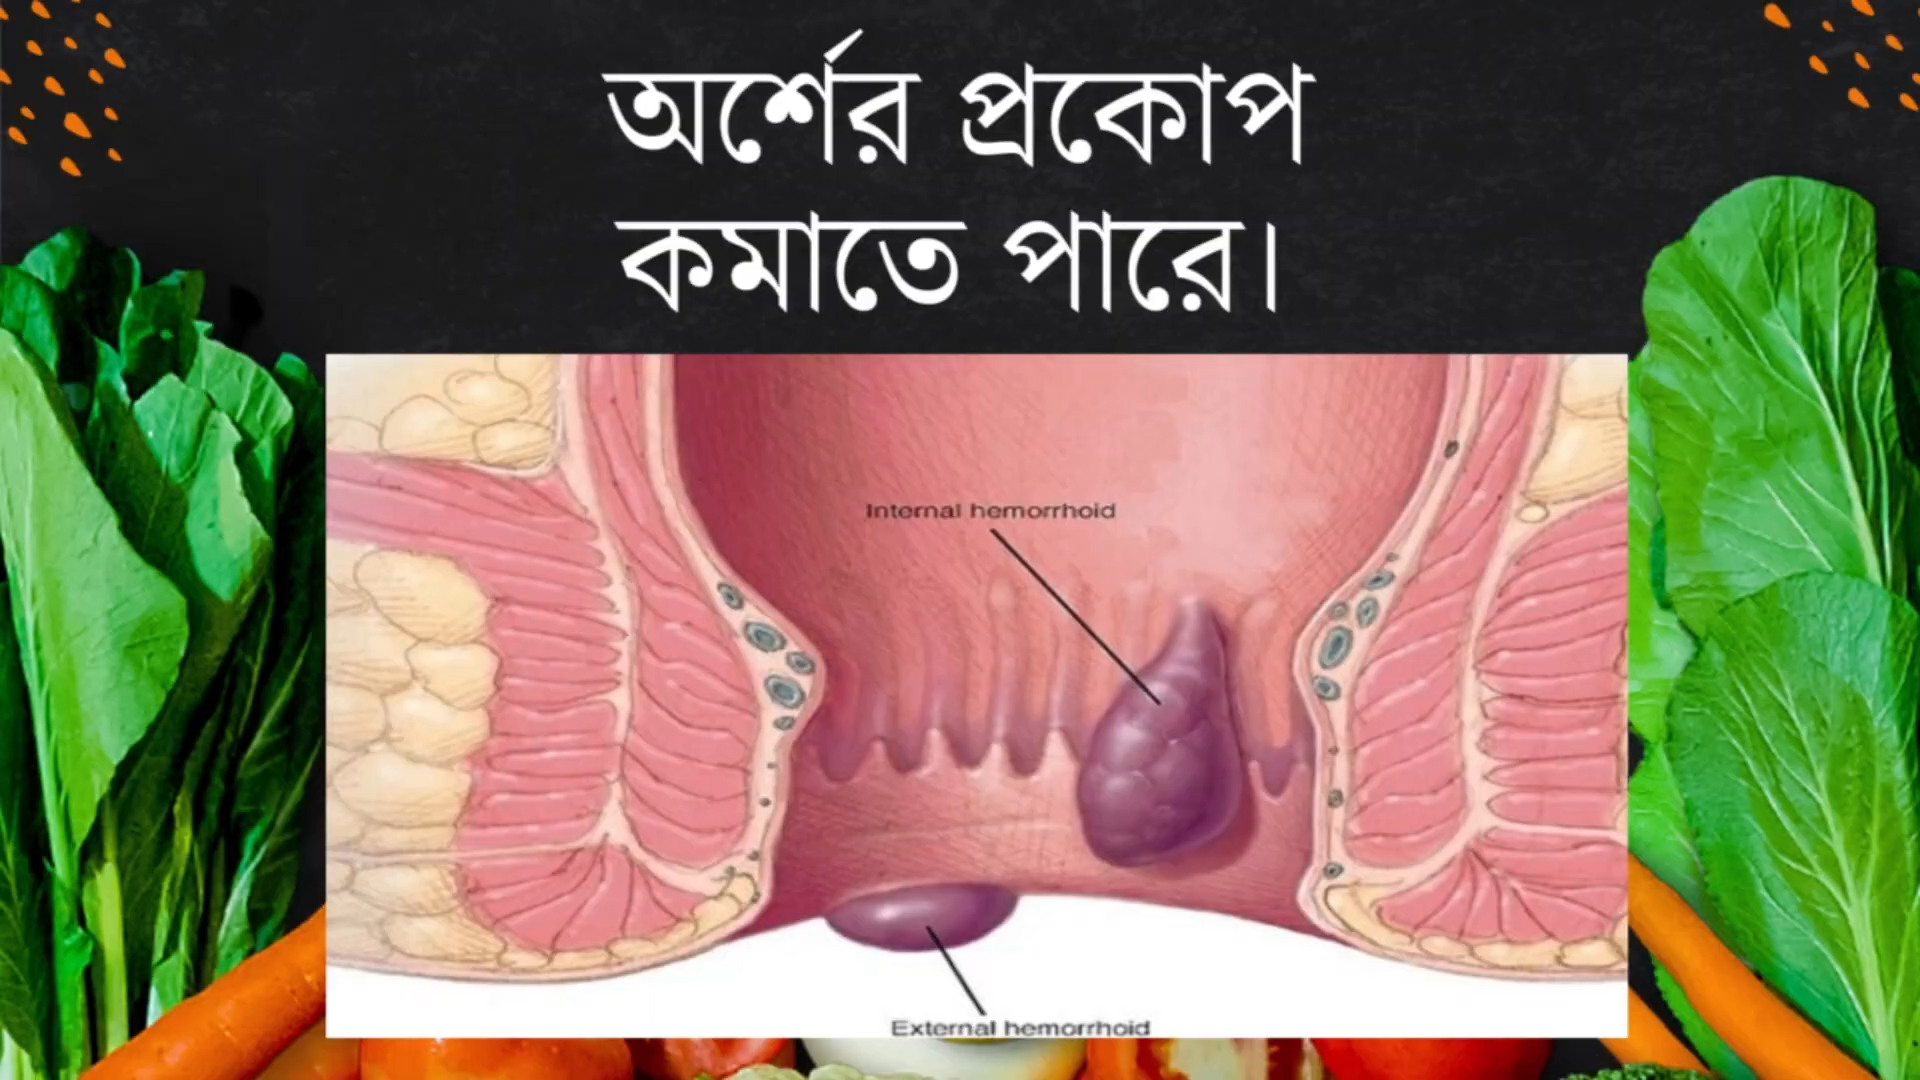 অর্শের প্রকোপ
কমাতে পারে।
Internal hemorrhoid
External hemorrhoid